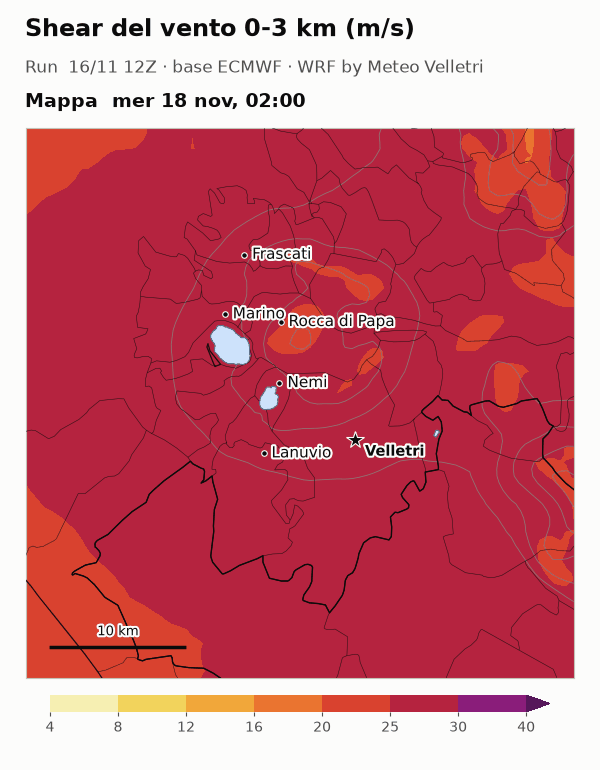 Shear del vento 0-3 km (m/s)
Run  16/11 12Z · base ECMWF · WRF by Meteo Velletri
Mappa  mer 18 nov, 02:00
Frascati
Marino
Rocca di Papa
Nemi
Velletri
Lanuvio
10 km
4 8 12 16 20 25 30 40